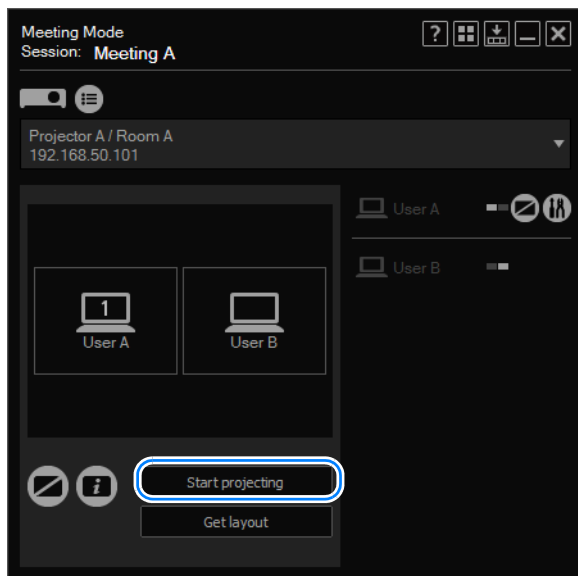 Meeting Mode
Session: Meeting A
?
Projector A / Room A
192.168.50.101
User A
User B
1
User A
User B
i
Start projecting
Get layout